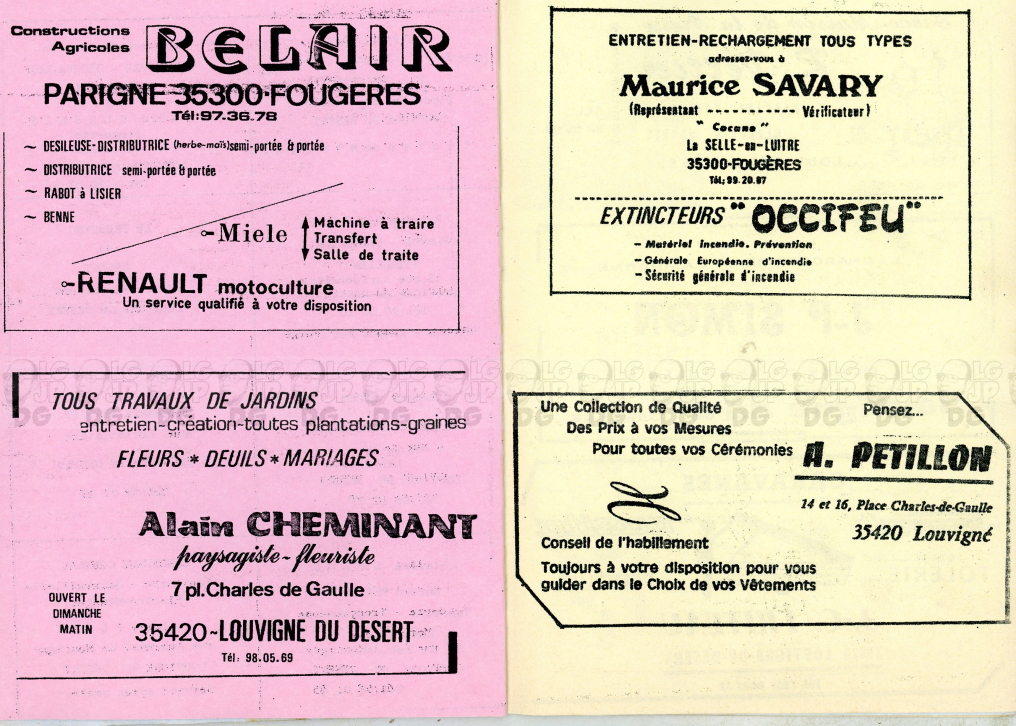 Constructions
Agricoles
BELAIR
PARIGNE-35300-FOUGERES
Tél:97.36.78
~ DESILEUSE-DISTRIBUTRICE (herbe-maïs)semi-portée & portée
~ DISTRIBUTRICE semi-portée & portée
~ RABOT à LISIER
~ BENNE
Miele
Machine à traire
Transfert
Salle de traite
RENAULT motoculture
Un service qualifié à votre disposition
TOUS TRAVAUX DE JARDINS
entretien-création-toutes plantations-graines
FLEURS * DEUILS * MARIAGES
Alain CHEMINANT
paysagiste-fleuriste
7 pl.Charles de Gaulle
OUVERT LE
DIMANCHE
MATIN
35420-LOUVIGNE DU DESERT
Tél: 98.05.69
ENTRETIEN-RECHARGEMENT TOUS TYPES
adressez-vous à
Maurice SAVARY
(Représentant ----------- Vérificateur)
" Cocane "
La SELLE-en-LUITRE
35300-FOUGÈRES
Tél: 99.20.87
EXTINCTEURS "OCCIFEU"
- Matériel Incendie. Prévention
- Générale Européenne d'incendie
- Sécurité générale d'incendie
Une Collection de Qualité
Des Prix à vos Mesures
Pour toutes vos Cérémonies
Pensez...
A. PETILLON
14 et 16, Place Charles-de-Gaulle
35420 Louvigné
Conseil de l'habillement
Toujours à votre disposition pour vous
guider dans le Choix de vos Vêtements